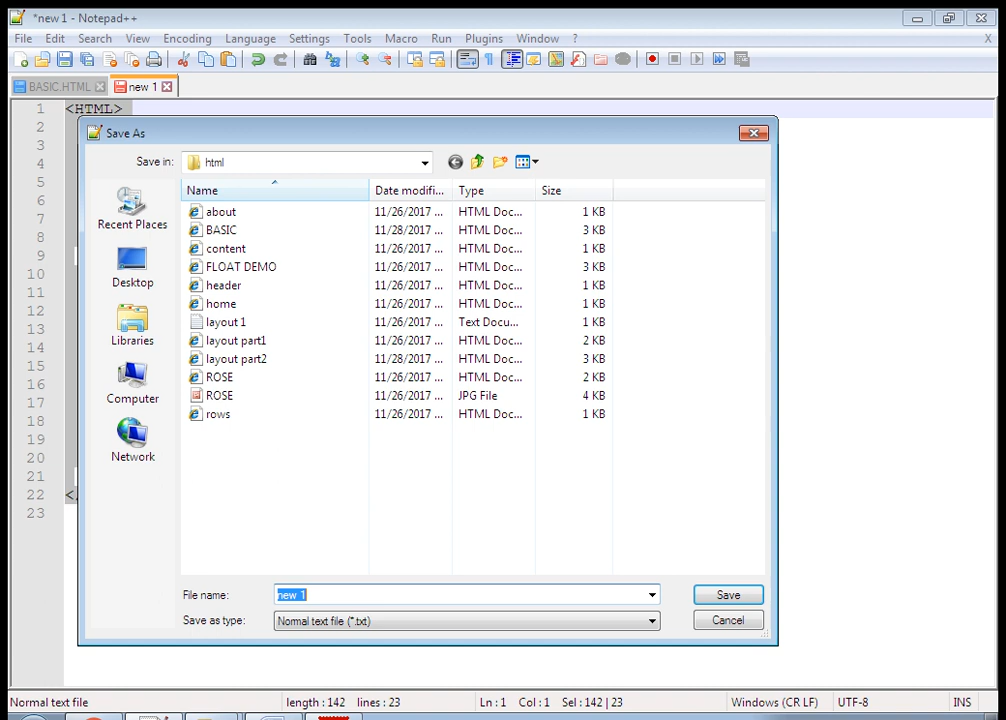 *new 1 - Notepad++
File Edit Search View Encoding Language Settings Tools Macro Run Plugins Window ? X
BASIC.HTML new 1
1 <HTML>
2
3
4
5
6
7
8
9
10
11
12
13
14
15
16
17
18
19
20
21
22 <
23
Save As
Save in: html
Name Date modifi... Type Size
Recent Places
Desktop
Libraries
Computer
Network
about 11/26/2017 ... HTML Doc... 1 KB
BASIC 11/28/2017 ... HTML Doc... 3 KB
content 11/26/2017 ... HTML Doc... 1 KB
FLOAT DEMO 11/26/2017 ... HTML Doc... 3 KB
header 11/26/2017 ... HTML Doc... 1 KB
home 11/26/2017 ... HTML Doc... 1 KB
layout 1 11/26/2017 ... Text Docu... 1 KB
layout part1 11/26/2017 ... HTML Doc... 2 KB
layout part2 11/28/2017 ... HTML Doc... 3 KB
ROSE 11/26/2017 ... HTML Doc... 2 KB
ROSE 11/26/2017 ... JPG File 4 KB
rows 11/26/2017 ... HTML Doc... 1 KB
File name: new 1 Save
Save as type: Normal text file (*.txt) Cancel
Normal text file length : 142 lines : 23 Ln : 1 Col : 1 Sel : 142 | 23 Windows (CR LF) UTF-8 INS